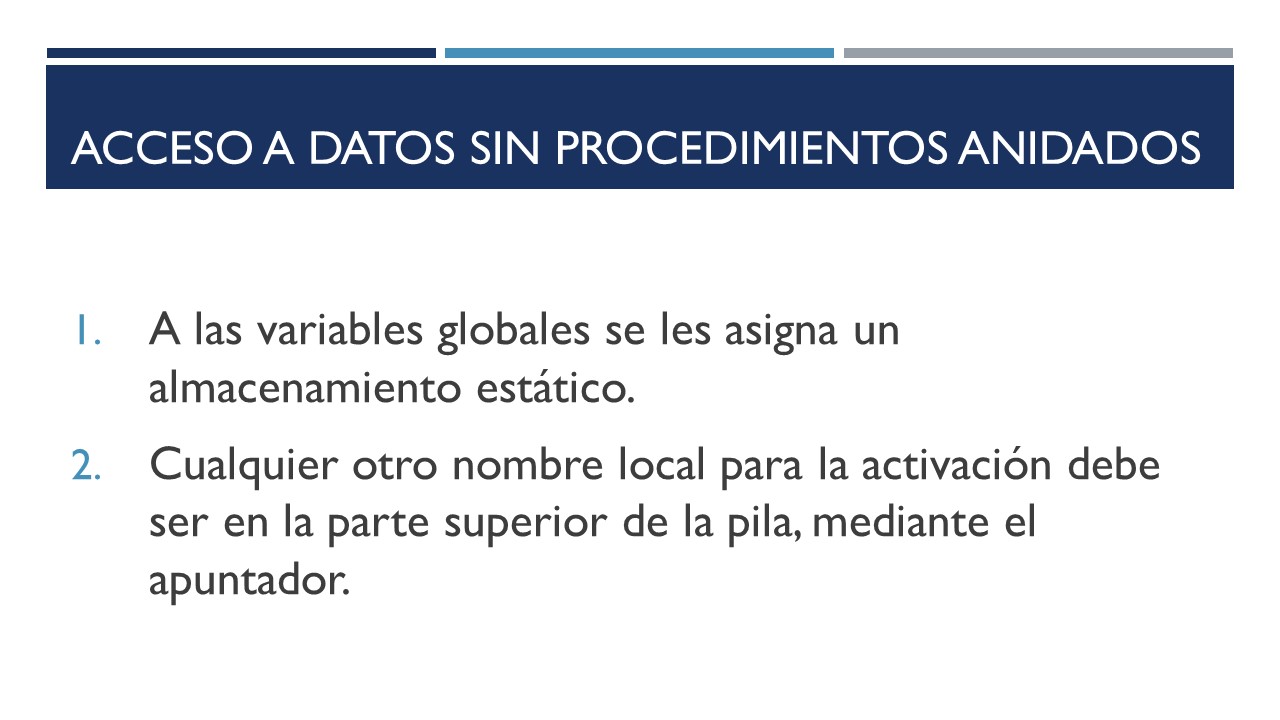 ACCESO A DATOS SIN PROCEDIMIENTOS ANIDADOS
1. A las variables globales se les asigna un
almacenamiento estático.
2. Cualquier otro nombre local para la activación debe
ser en la parte superior de la pila, mediante el
apuntador.